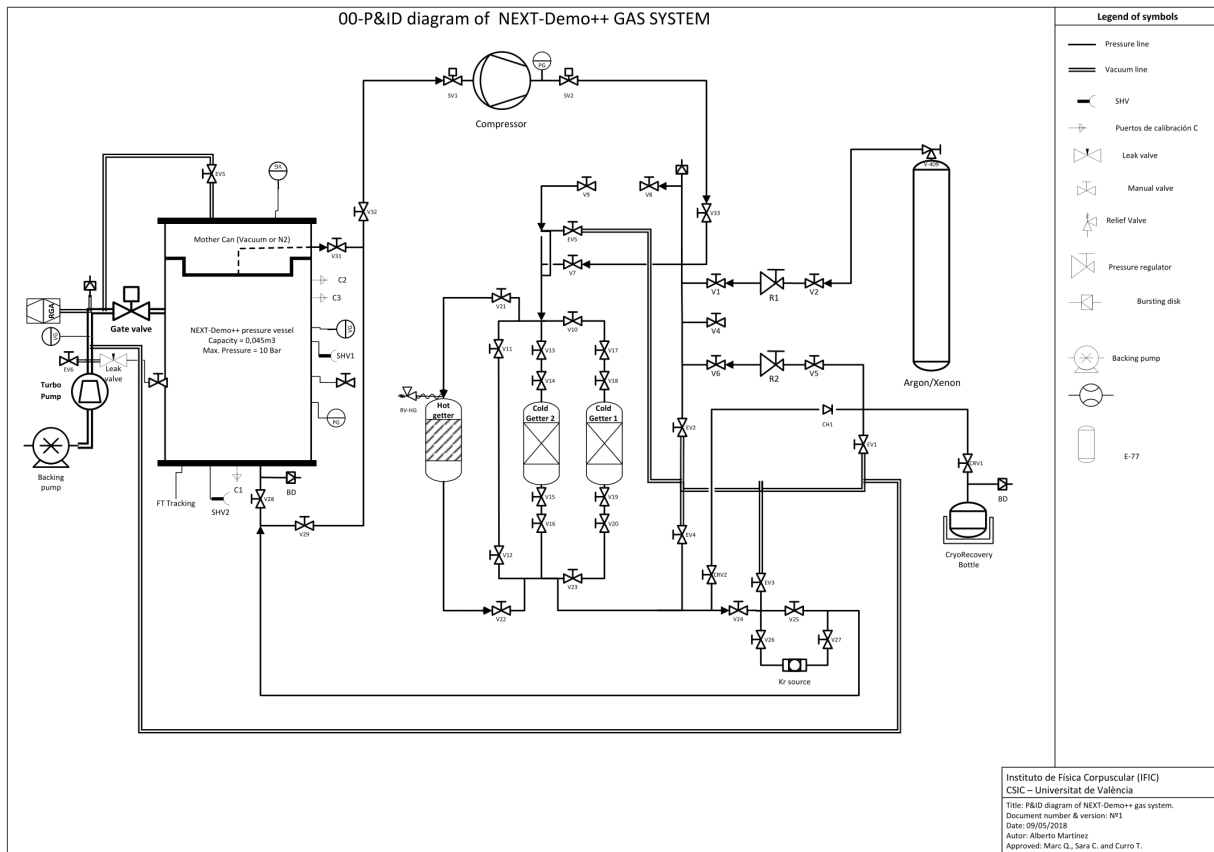 00-P&ID diagram of NEXT-Demo++ GAS SYSTEM
Legend of symbols
Pressure line
Vacuum line
SHV
Puertos de calibración C
Leak valve
Manual valve
Relief Valve
Pressure regulator
Bursting disk
Backing pump
E-77
PG
SV1
SV2
Compressor
EV5
VG
V32
V9
V8
V33
V-409
Mother Can (Vacuum or N2)
V31
EV5
V7
C2
C3
V1
R1
V2
RGA
Gate valve
V21
V10
V4
NEXT-Demo++ pressure vessel
Capacity = 0,045m3
Max. Pressure = 10 Bar
VG
VG
SHV1
V11
V13
V17
V6
R2
V5
EV6
Leak
valve
Turbo
Pump
V14
V18
Argon/Xenon
RV-HG
Hot
getter
Cold
Getter 2
Cold
Getter 1
PG
CH1
EV2
EV1
Backing
pump
CRV1
C1
BD
FT Tracking
SHV2
V28
V15
V19
BD
V29
V16
V20
EV4
V12
CryoRecovery
Bottle
CRV2
V23
EV3
V22
V24
V25
V26
V27
Kr source
Instituto de Física Corpuscular (IFIC)
CSIC – Universitat de València
Title: P&ID diagram of NEXT-Demo++ gas system.
Document number & version: Nº1
Date: 09/05/2018
Autor: Alberto Martínez
Approved: Marc Q., Sara C. and Curro T.